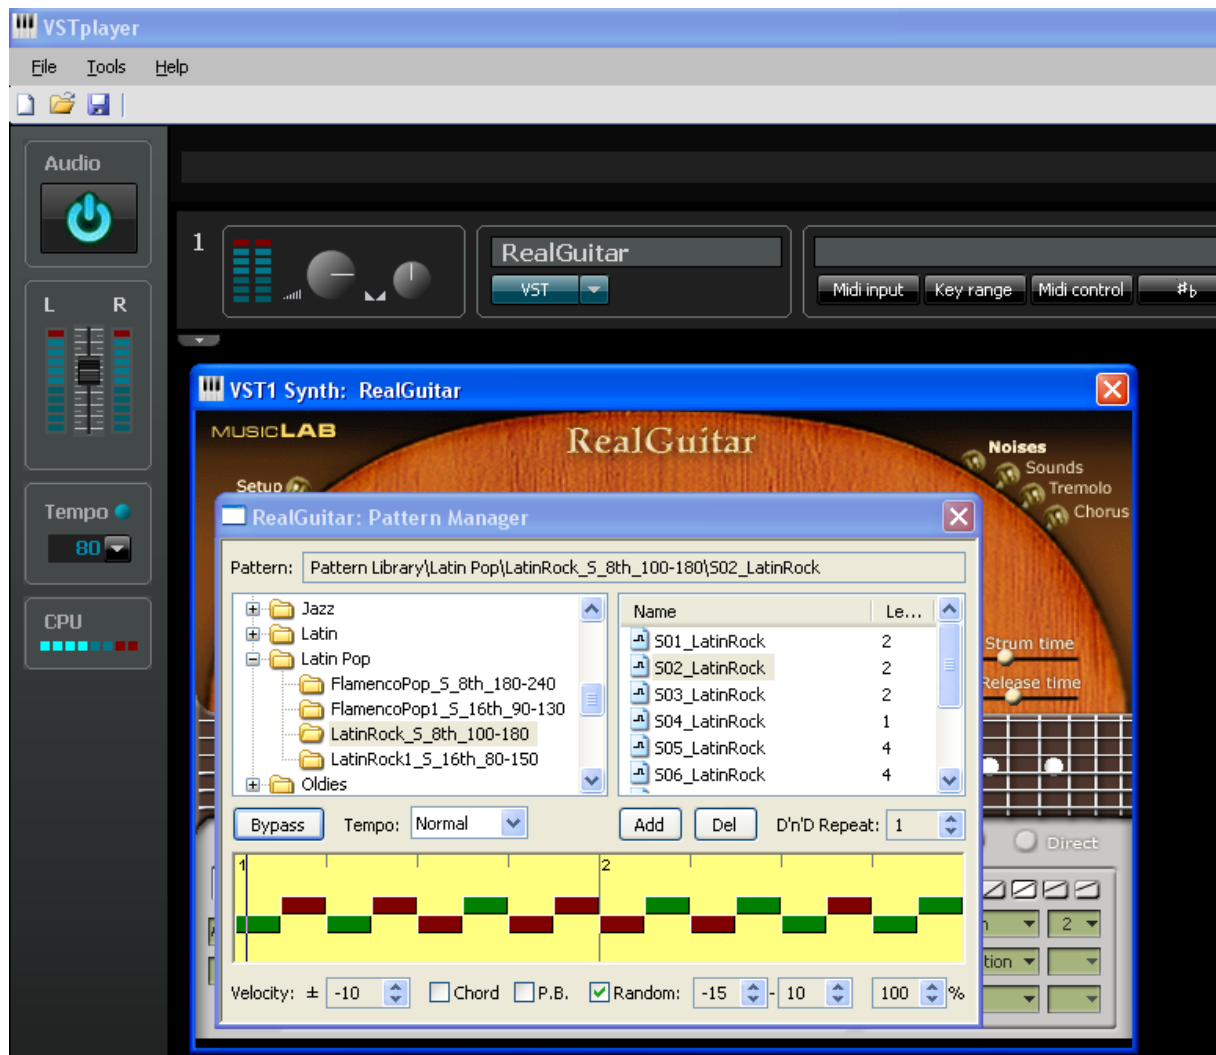 VSTplayer
File Tools Help
Audio
1
RealGuitar
VST
Midi input Key range Midi control ♯♭
L R
VST1 Synth: RealGuitar
MUSICLAB
RealGuitar
Noises
Sounds
Tremolo
Chorus
Setup
Tempo
80
CPU
RealGuitar: Pattern Manager
Pattern: Pattern Library\Latin Pop\LatinRock_S_8th_100-180\S02_LatinRock
Jazz
Latin
Latin Pop
FlamencoPop_S_8th_180-240
FlamencoPop1_S_16th_90-130
LatinRock_S_8th_100-180
LatinRock1_S_16th_80-150
Oldies
Name Le...
S01_LatinRock 2
S02_LatinRock 2
S03_LatinRock 2
S04_LatinRock 1
S05_LatinRock 4
S06_LatinRock 4
Strum time
Release time
Bypass Tempo: Normal Add Del D'n'D Repeat: 1
Direct
1 2
2
Velocity: ± -10 Chord P.B. Random: -15 - 10 100 %